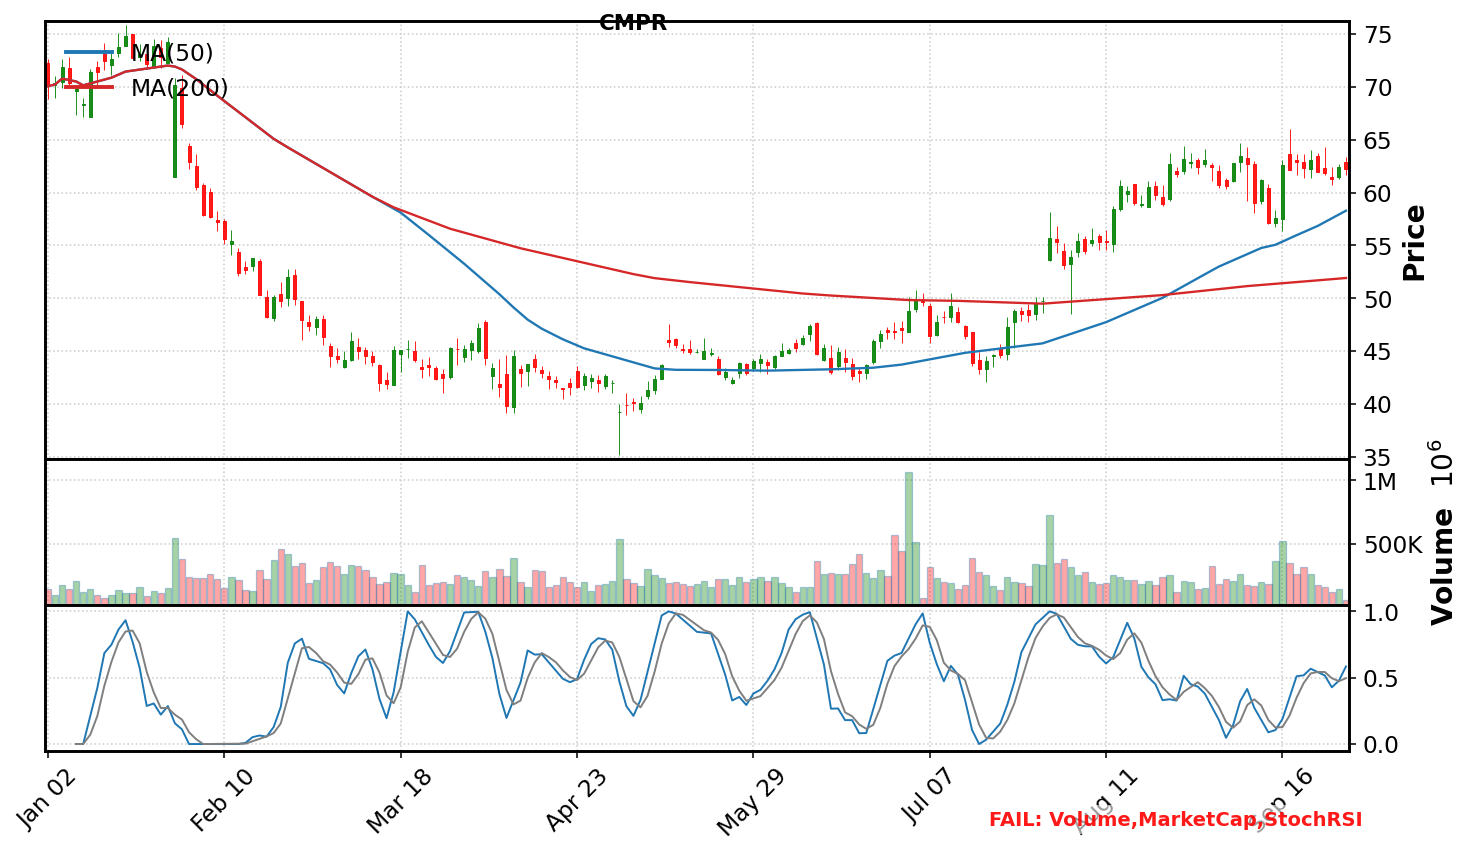 CMPR
MA(50)
MA(200)
75
70
65
60
55
50
45
40
35
Price
1M
500K
Volume 10^6
1.0
0.5
0.0
Jan 02
Feb 10
Mar 18
Apr 23
May 29
Jul 07
Aug 11
Sep 16
FAIL: Volume,MarketCap,StochRSI